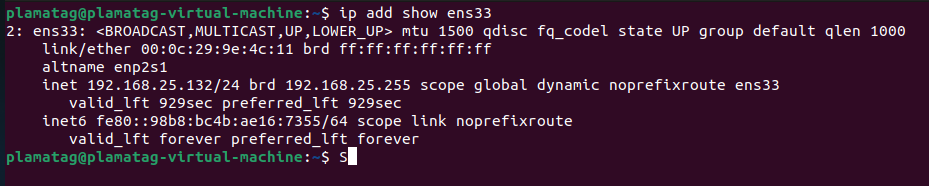 plamatag@plamatag-virtual-machine:~$ ip add show ens33
2: ens33: <BROADCAST,MULTICAST,UP,LOWER_UP> mtu 1500 qdisc fq_codel state UP group default qlen 1000
    link/ether 00:0c:29:9e:4c:11 brd ff:ff:ff:ff:ff:ff
    altname enp2s1
    inet 192.168.25.132/24 brd 192.168.25.255 scope global dynamic noprefixroute ens33
       valid_lft 929sec preferred_lft 929sec
    inet6 fe80::98b8:bc4b:ae16:7355/64 scope link noprefixroute
       valid_lft forever preferred_lft forever
plamatag@plamatag-virtual-machine:~$ S